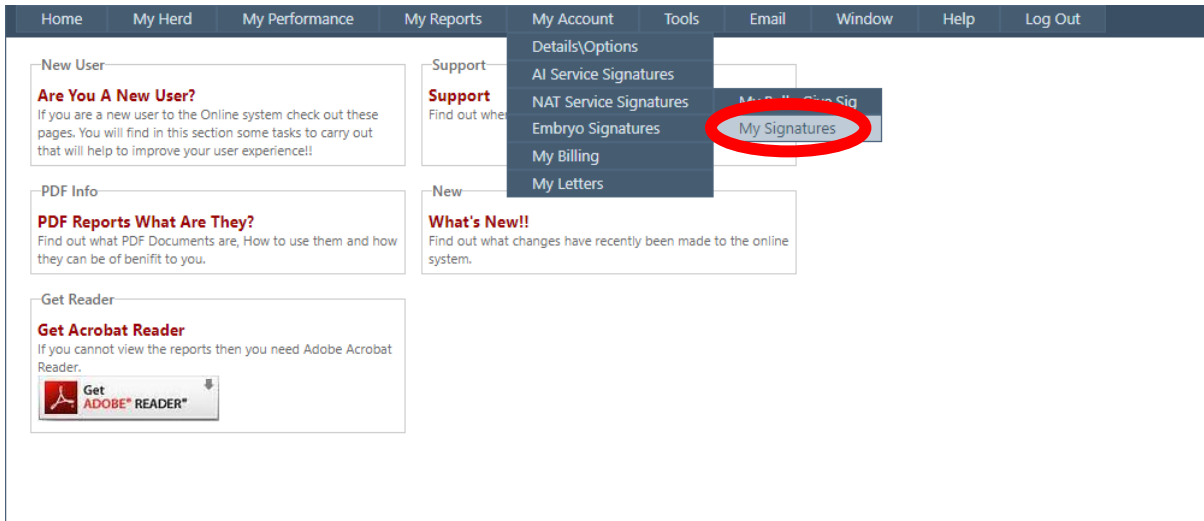 Home My Herd My Performance My Reports My Account Tools Email Window Help Log Out
Details\Options
AI Service Signatures
NAT Service Signatures
Embryo Signatures
My Billing
My Letters
My Sig
My Signatures
New User
Are You A New User?
If you are a new user to the Online system check out these
pages. You will find in this section some tasks to carry out
that will help to improve your user experience!!
Support
Support
Find out
PDF Info
PDF Reports What Are They?
Find out what PDF Documents are, How to use them and how
they can be of benifit to you.
New
What's New!!
Find out what changes have recently been made to the online
system.
Get Reader
Get Acrobat Reader
If you cannot view the reports then you need Adobe Acrobat
Reader.
Get
ADOBE® READER®